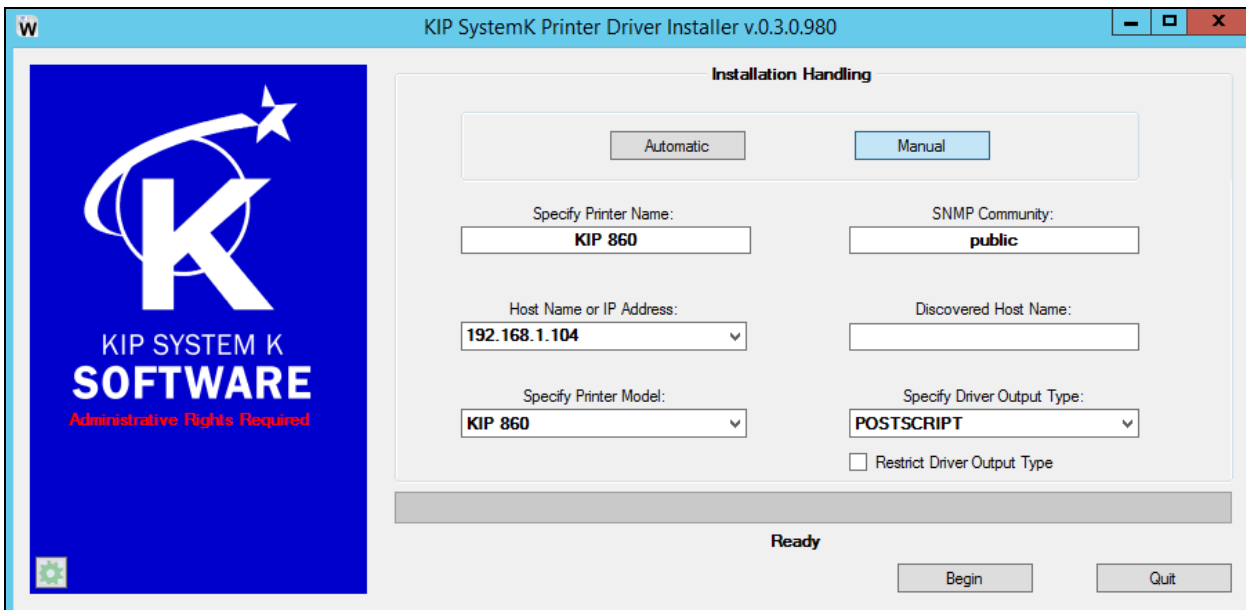 W
KIP SystemK Printer Driver Installer v.0.3.0.980
K
KIP SYSTEM K
SOFTWARE
Administrative Rights Required
Installation Handling
Automatic
Manual
Specify Printer Name:
KIP 860
SNMP Community:
public
Host Name or IP Address:
192.168.1.104
Discovered Host Name:
Specify Printer Model:
KIP 860
Specify Driver Output Type:
POSTSCRIPT
Restrict Driver Output Type
Ready
Begin
Quit